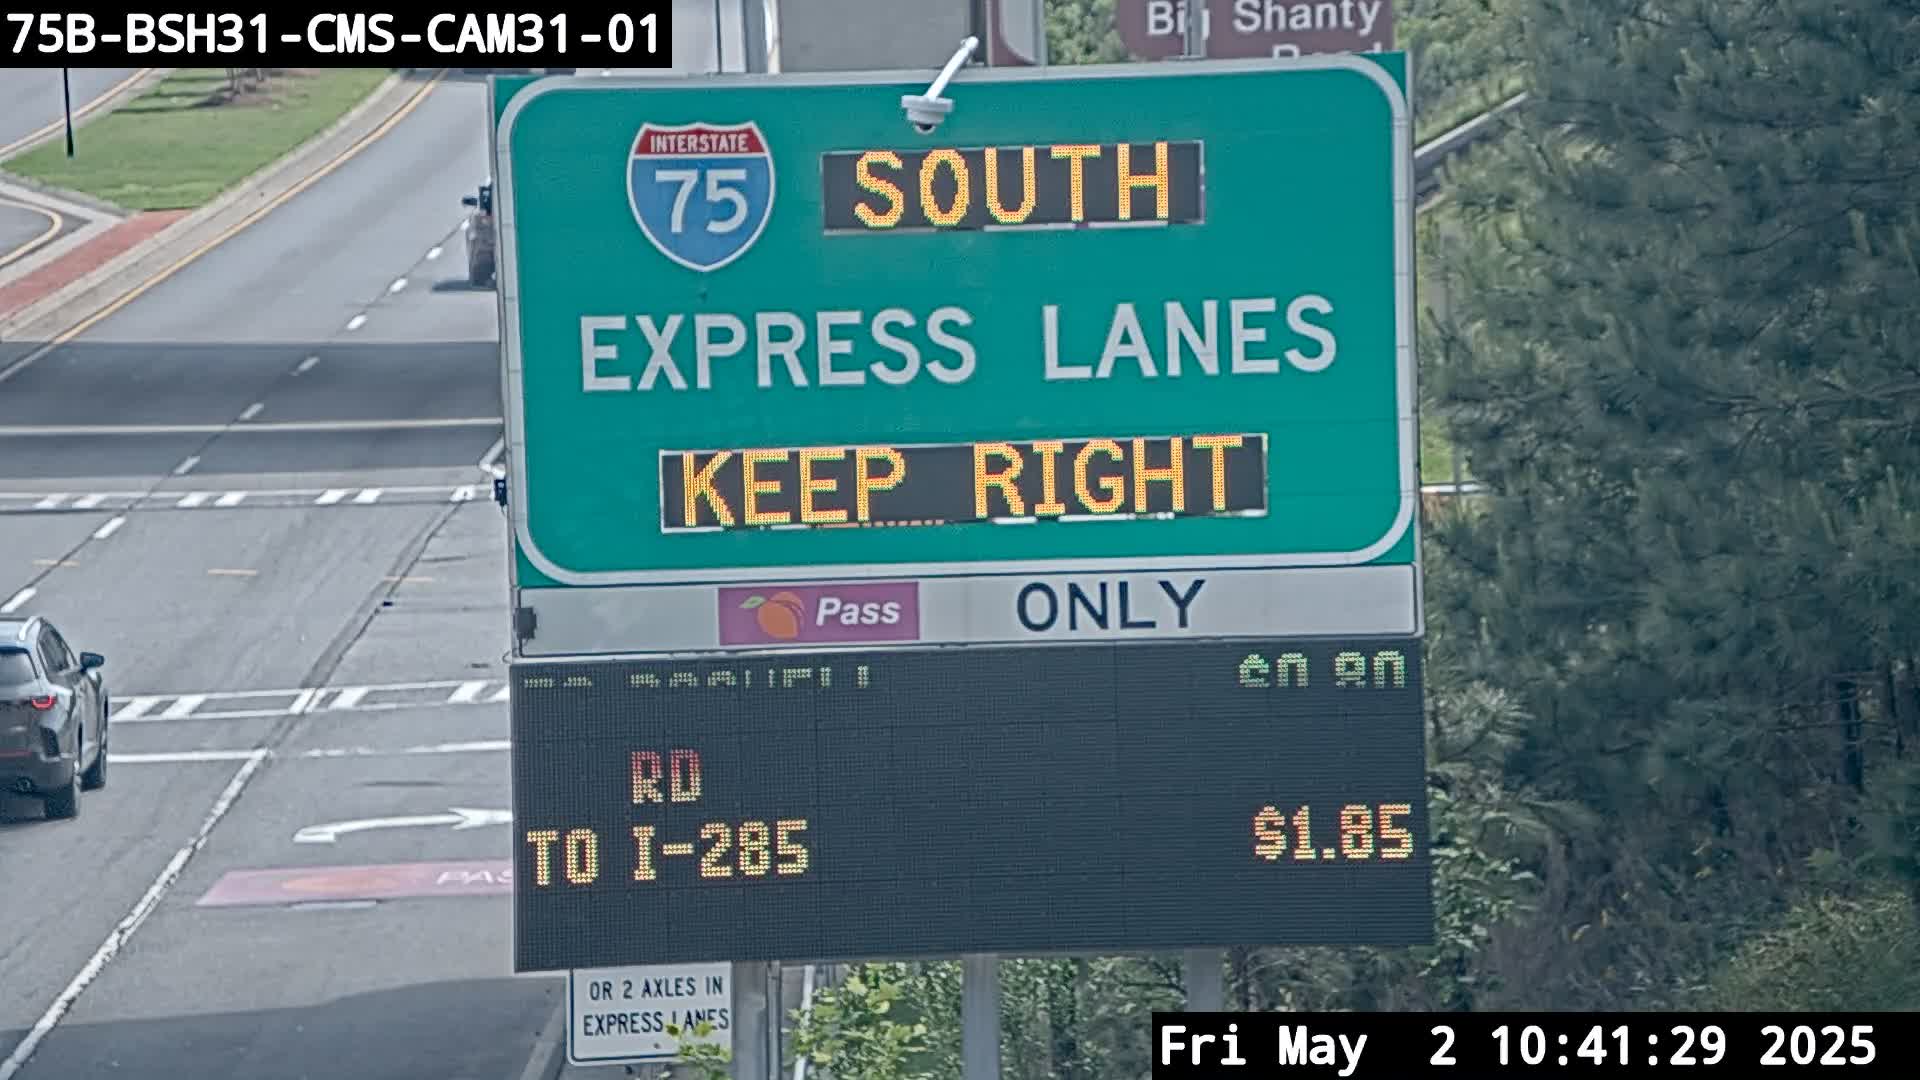 75B-BSH31-CMS-CAM31-01
Big Shanty
Road
INTERSTATE
75
SOUTH
EXPRESS LANES
KEEP RIGHT
Pass ONLY
RD
TO I-285 $1.85
OR 2 AXLES IN
EXPRESS LANES
Fri May 2 10:41:29 2025